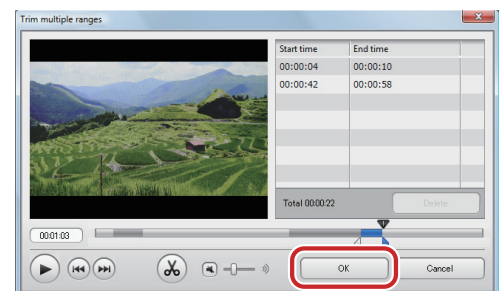 Trim multiple ranges
Start time End time
00:00:04 00:00:10
00:00:42 00:00:58
Total 00:00:22 Delete
00:01:03
OK Cancel